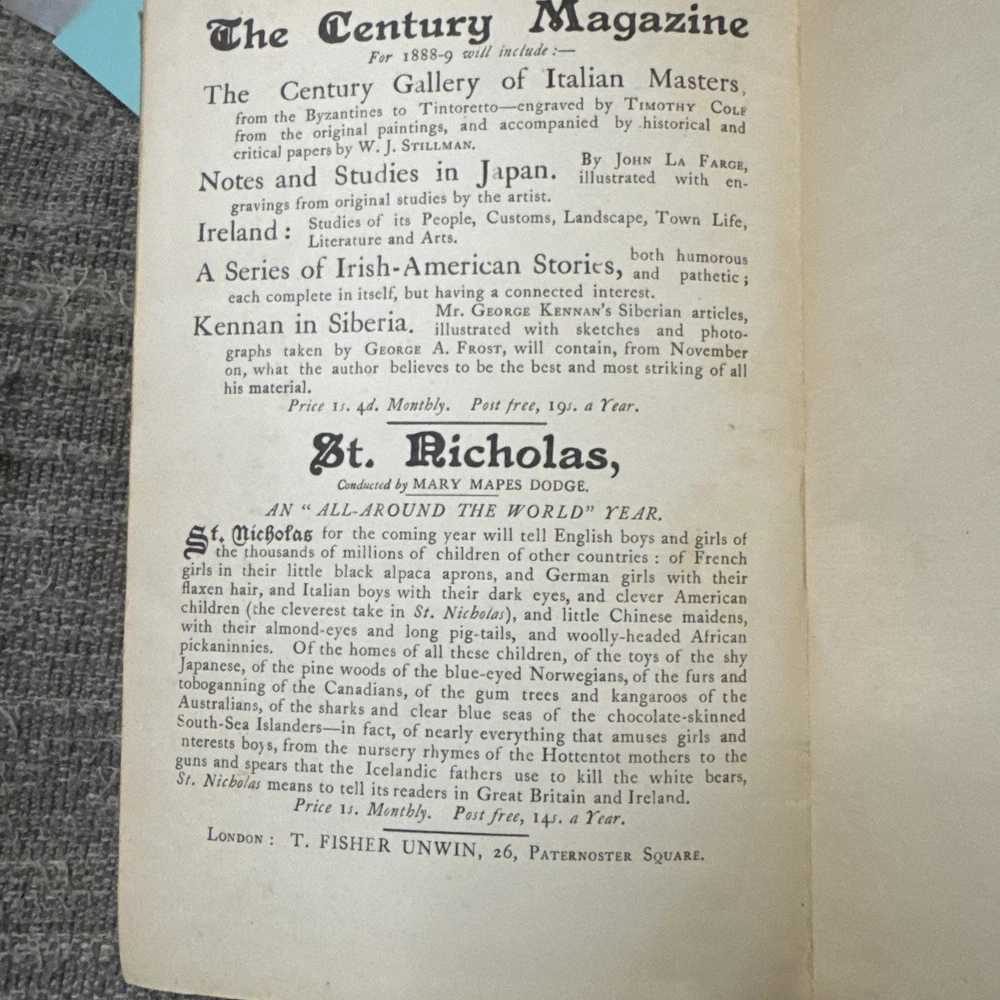 The Century Magazine
For 1888-9 will include:—
The Century Gallery of Italian Masters,
from the Byzantines to Tintoretto—engraved by TIMOTHY COLE
from the original paintings, and accompanied by historical and
critical papers by W. J. STILLMAN.
Notes and Studies in Japan. By JOHN LA FARGE,
illustrated with en-
gravings from original studies by the artist.
Ireland: Studies of its People, Customs, Landscape, Town Life,
Literature and Arts.
A Series of Irish-American Stories, both humorous
and pathetic;
each complete in itself, but having a connected interest.
Kennan in Siberia. Mr. GEORGE KENNAN'S Siberian articles,
illustrated with sketches and photo-
graphs taken by GEORGE A. FROST, will contain, from November
on, what the author believes to be the best and most striking of all
his material.
Price 1s. 4d. Monthly. Post free, 19s. a Year.
St. Nicholas,
Conducted by MARY MAPES DODGE.
AN "ALL-AROUND THE WORLD" YEAR.
St. Nicholas for the coming year will tell English boys and girls of
the thousands of millions of children of other countries: of French
girls in their little black alpaca aprons, and German girls with their
flaxen hair, and Italian boys with their dark eyes, and clever American
children (the cleverest take in St. Nicholas), and little Chinese maidens,
with their almond-eyes and long pig-tails, and woolly-headed African
pickaninnies. Of the homes of all these children, of the toys of the shy
Japanese, of the pine woods of the blue-eyed Norwegians, of the furs and
toboganning of the Canadians, of the gum trees and kangaroos of the
Australians, of the sharks and clear blue seas of the chocolate-skinned
South-Sea Islanders—in fact, of nearly everything that amuses girls and
nterests boys, from the nursery rhymes of the Hottentot mothers to the
guns and spears that the Icelandic fathers use to kill the white bears,
St. Nicholas means to tell its readers in Great Britain and Ireland.
Price 1s. Monthly. Post free, 14s. a Year.
LONDON: T. FISHER UNWIN, 26, PATERNOSTER SQUARE.